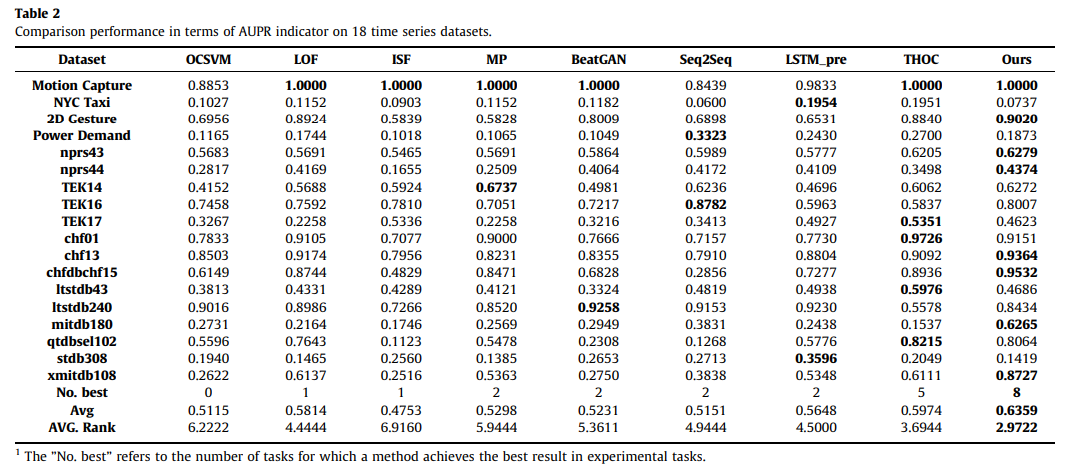 Table 2
Comparison performance in terms of AUPR indicator on 18 time series datasets.
Dataset OCSVM LOF ISF MP BeatGAN Seq2Seq LSTM_pre THOC Ours
Motion Capture 0.8853 1.0000 1.0000 1.0000 1.0000 0.8439 0.9833 1.0000 1.0000
NYC Taxi 0.1027 0.1152 0.0903 0.1152 0.1182 0.0600 0.1954 0.1951 0.0737
2D Gesture 0.6956 0.8924 0.5839 0.5828 0.8009 0.6898 0.6531 0.8840 0.9020
Power Demand 0.1165 0.1744 0.1018 0.1065 0.1049 0.3323 0.2430 0.2700 0.1873
nprs43 0.5683 0.5691 0.5465 0.5691 0.5864 0.5989 0.5777 0.6205 0.6279
nprs44 0.2817 0.4169 0.1655 0.2509 0.4064 0.4172 0.4109 0.3498 0.4374
TEK14 0.4152 0.5688 0.5924 0.6737 0.4981 0.6236 0.4696 0.6062 0.6272
TEK16 0.7458 0.7592 0.7810 0.7051 0.7217 0.8782 0.5963 0.5837 0.8007
TEK17 0.3267 0.2258 0.5336 0.2258 0.3216 0.3413 0.4927 0.5351 0.4623
chf01 0.7833 0.9105 0.7077 0.9000 0.7666 0.7157 0.7730 0.9726 0.9151
chf13 0.8503 0.9174 0.7956 0.8231 0.8355 0.7910 0.8804 0.9092 0.9364
chfdbchf15 0.6149 0.8744 0.4829 0.8471 0.6828 0.2856 0.7277 0.8936 0.9532
ltstdb43 0.3813 0.4331 0.4289 0.4121 0.3324 0.4819 0.4938 0.5976 0.4686
ltstdb240 0.9016 0.8986 0.7266 0.8520 0.9258 0.9153 0.9230 0.5578 0.8434
mitdb180 0.2731 0.2164 0.1746 0.2569 0.2949 0.3831 0.2438 0.1537 0.6265
qtdbsel102 0.5596 0.7643 0.1123 0.5478 0.2308 0.1268 0.5776 0.8215 0.8064
stdb308 0.1940 0.1465 0.2560 0.1385 0.2653 0.2713 0.3596 0.2049 0.1419
xmitdb108 0.2622 0.6137 0.2516 0.5363 0.2750 0.3838 0.5348 0.6111 0.8727
No. best 0 1 1 2 2 2 2 5 8
Avg 0.5115 0.5814 0.4753 0.5298 0.5231 0.5151 0.5648 0.5974 0.6359
AVG. Rank 6.2222 4.4444 6.9160 5.9444 5.3611 4.9444 4.5000 3.6944 2.9722
1 The "No. best" refers to the number of tasks for which a method achieves the best result in experimental tasks.